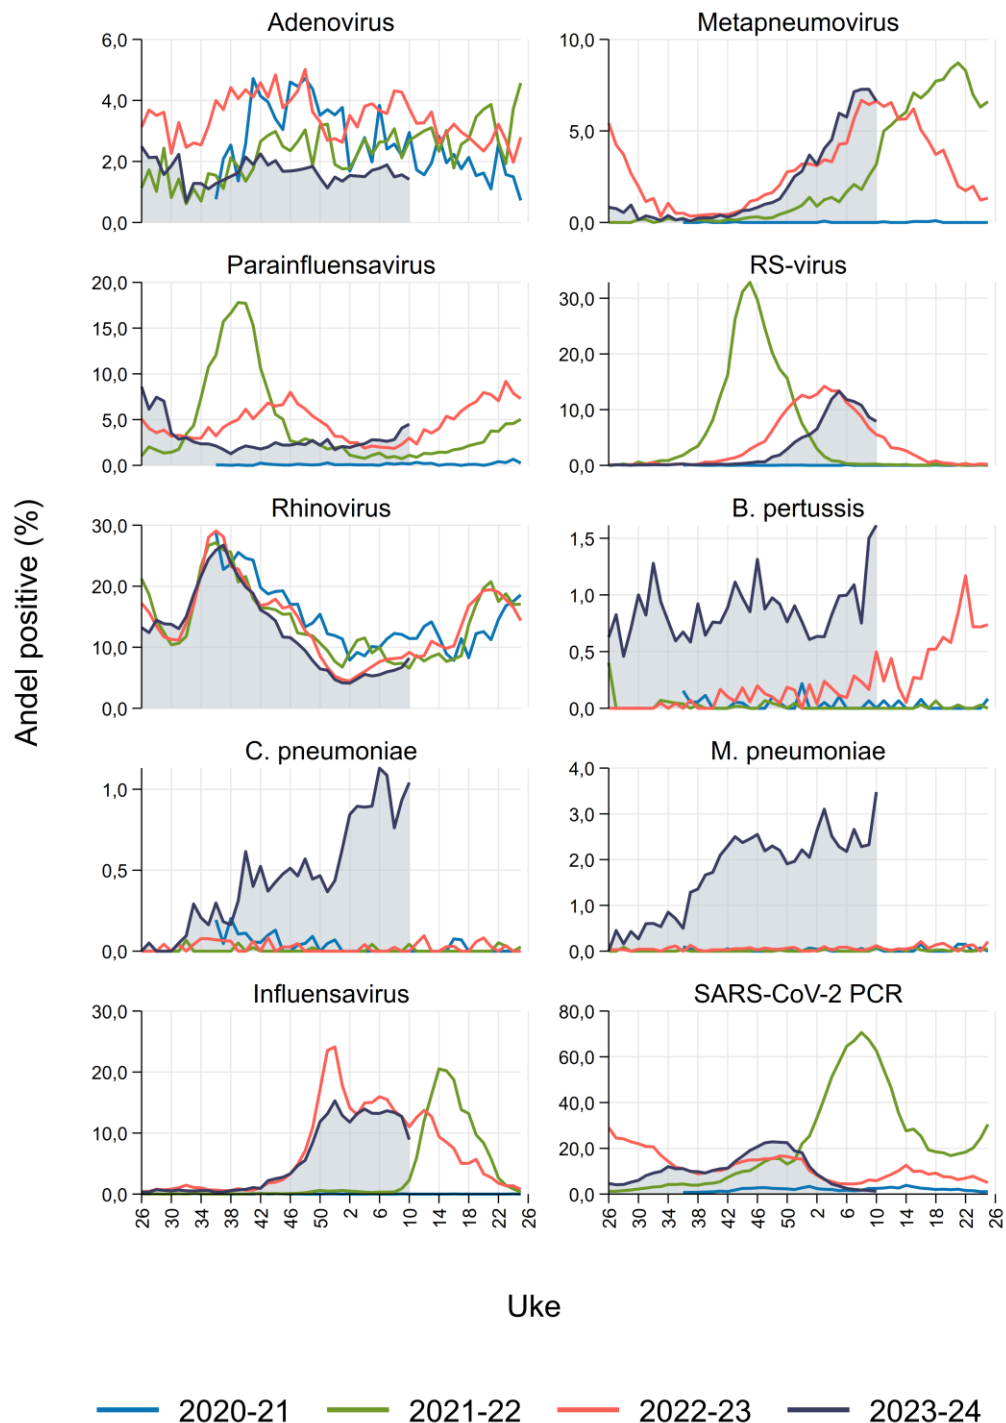 Adenovirus
6,0
4,0
2,0
0,0
Metapneumovirus
10,0
5,0
0,0
Parainfluensavirus
20,0
15,0
10,0
5,0
0,0
RS-virus
30,0
20,0
10,0
0,0
Rhinovirus
30,0
20,0
10,0
0,0
B. pertussis
1,5
1,0
0,5
0,0
C. pneumoniae
1,0
0,5
0,0
M. pneumoniae
4,0
3,0
2,0
1,0
0,0
Influensavirus
30,0
20,0
10,0
0,0
26 30 34 38 42 46 50 2 6 10 14 18 22 26
SARS-CoV-2 PCR
80,0
60,0
40,0
20,0
0,0
26 30 34 38 42 46 50 2 6 10 14 18 22 26
Andel positive (%)
Uke
2020-21 2021-22 2022-23 2023-24